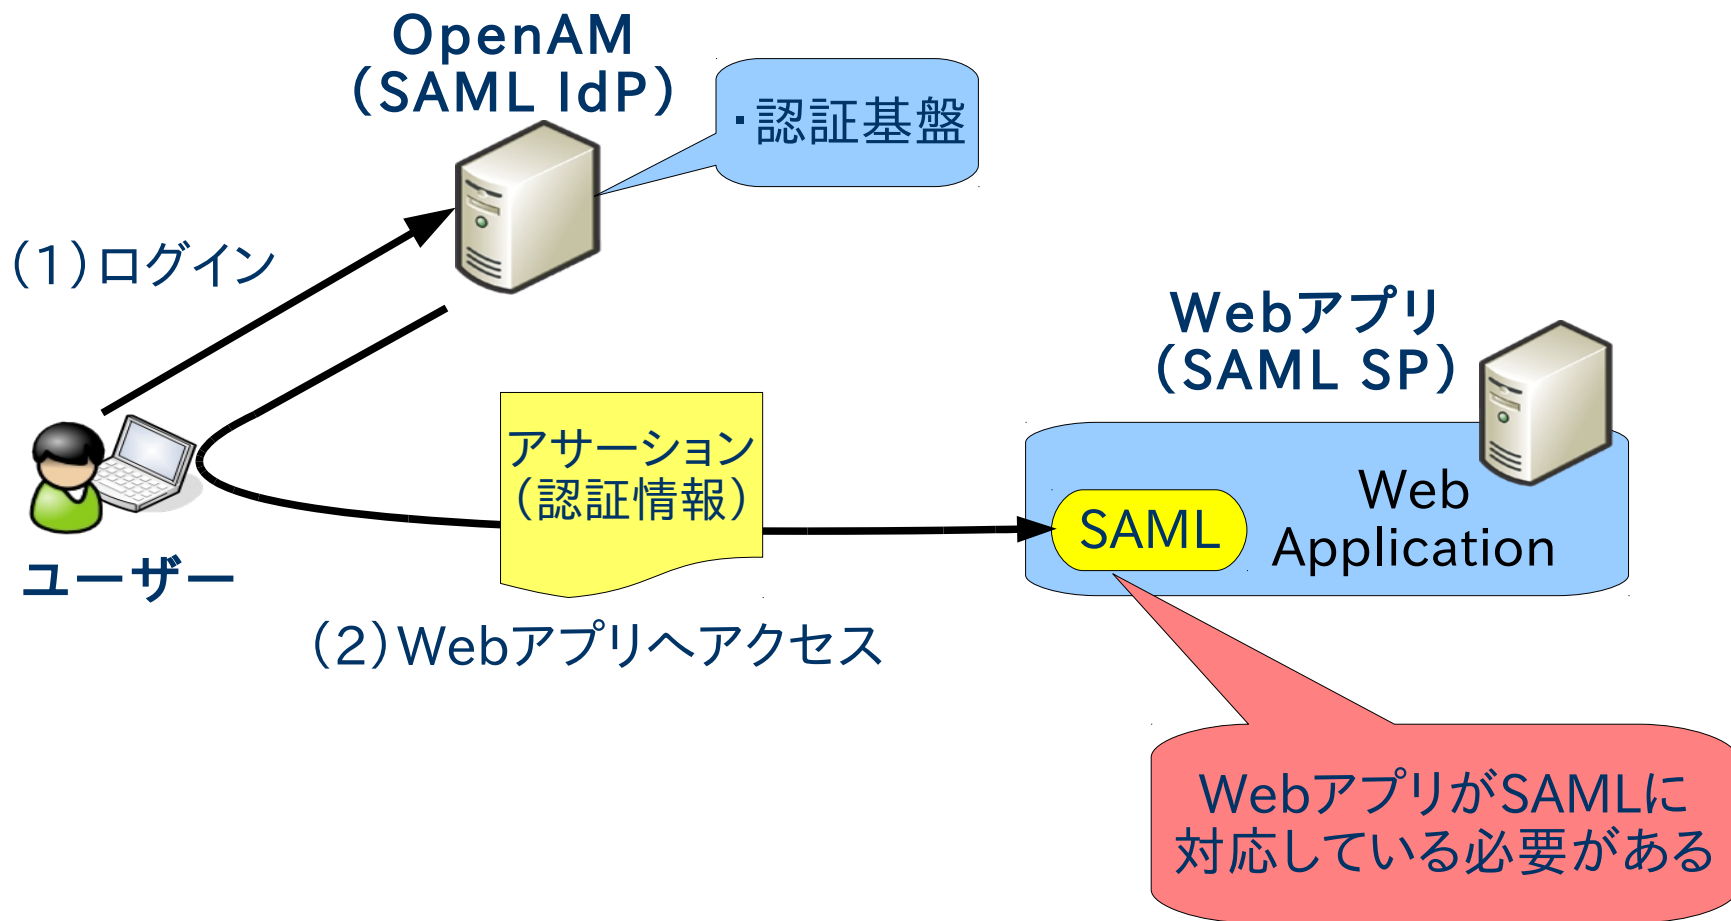 OpenAM
（SAML IdP）
・認証基盤
（1）ログイン
Webアプリ
（SAML SP）
アサーション
（認証情報）
SAML
Web
Application
ユーザー
（2）Webアプリへアクセス
WebアプリがSAMLに
対応している必要がある